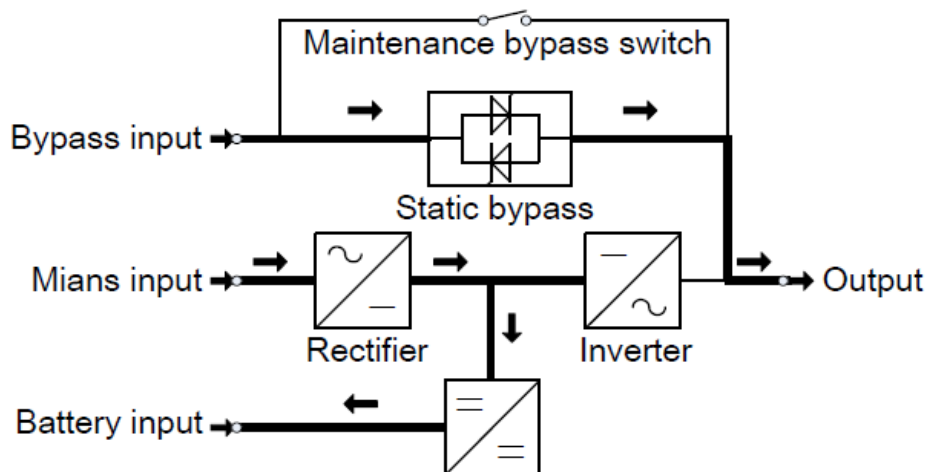 Maintenance bypass switch
Bypass input
Static bypass
Mians input
Output
Rectifier
Inverter
Battery input